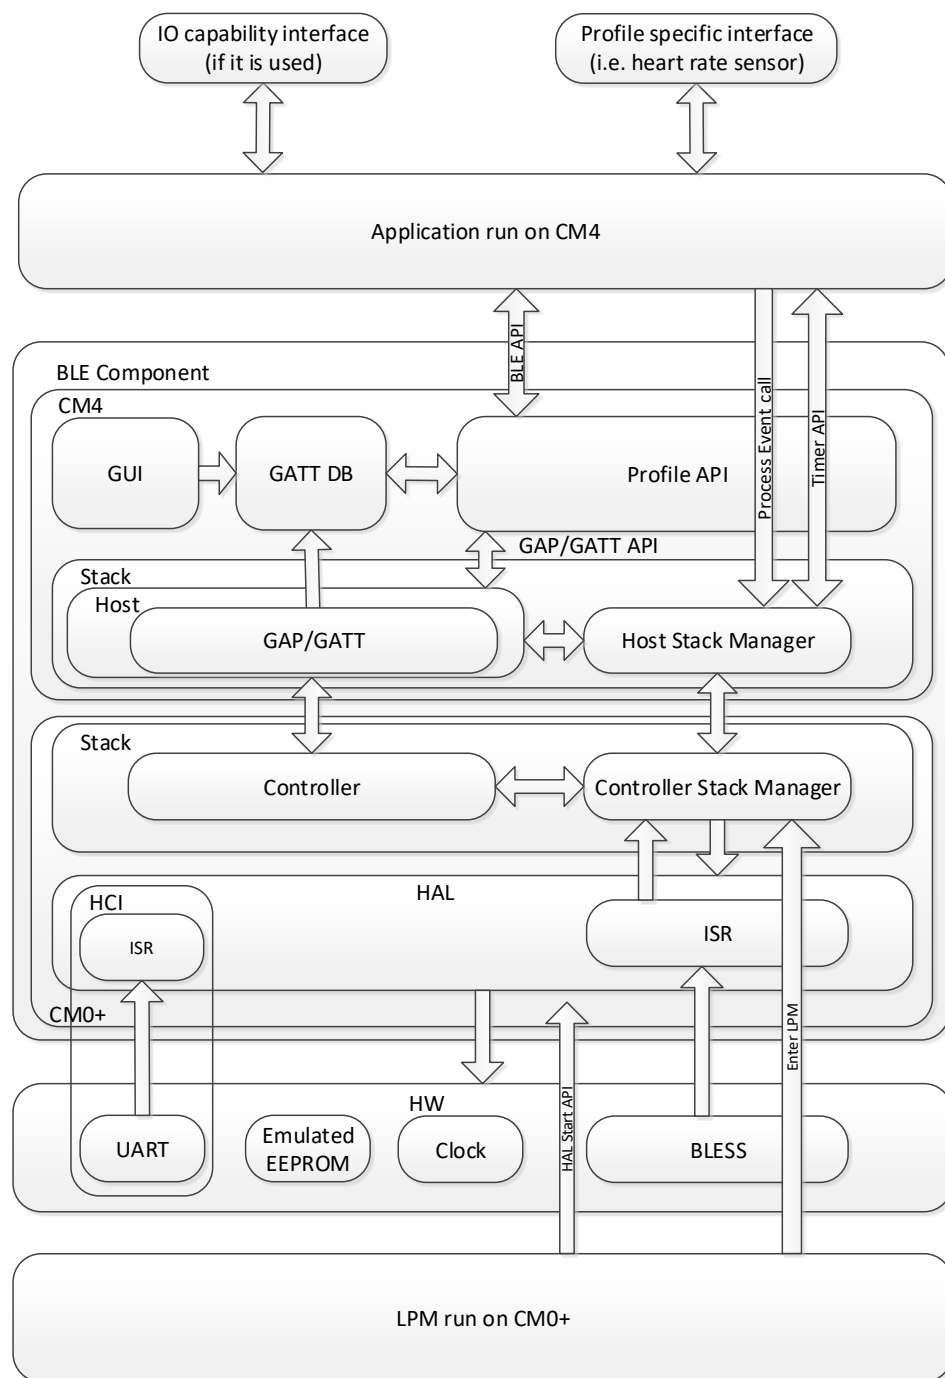 IO capability interface
(if it is used)
Profile specific interface
(i.e. heart rate sensor)
Application run on CM4
BLE API
Process Event call
Timer API
BLE Component
CM4
GUI
GATT DB
Profile API
GAP/GATT API
Stack
Host
GAP/GATT
Host Stack Manager
Stack
Controller
Controller Stack Manager
HAL
HCI
ISR
ISR
CM0+
Enter LPM
HAL Start API
HW
UART
Emulated
EEPROM
Clock
BLESS
LPM run on CM0+